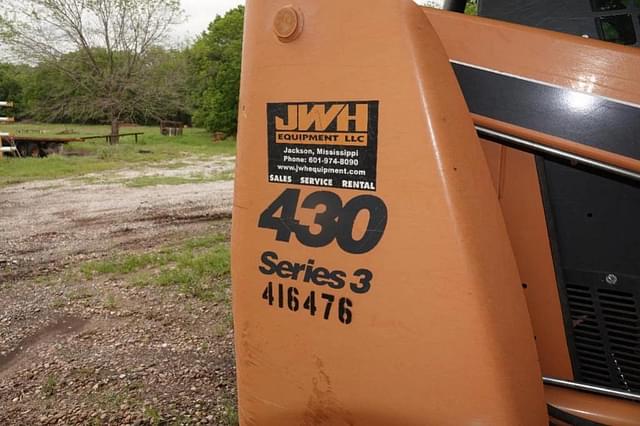 JWH
EQUIPMENT LLC
Jackson, Mississippi
Phone: 601-974-8090
www.jwhequipment.com
SALES SERVICE RENTAL
430
Series 3
416476